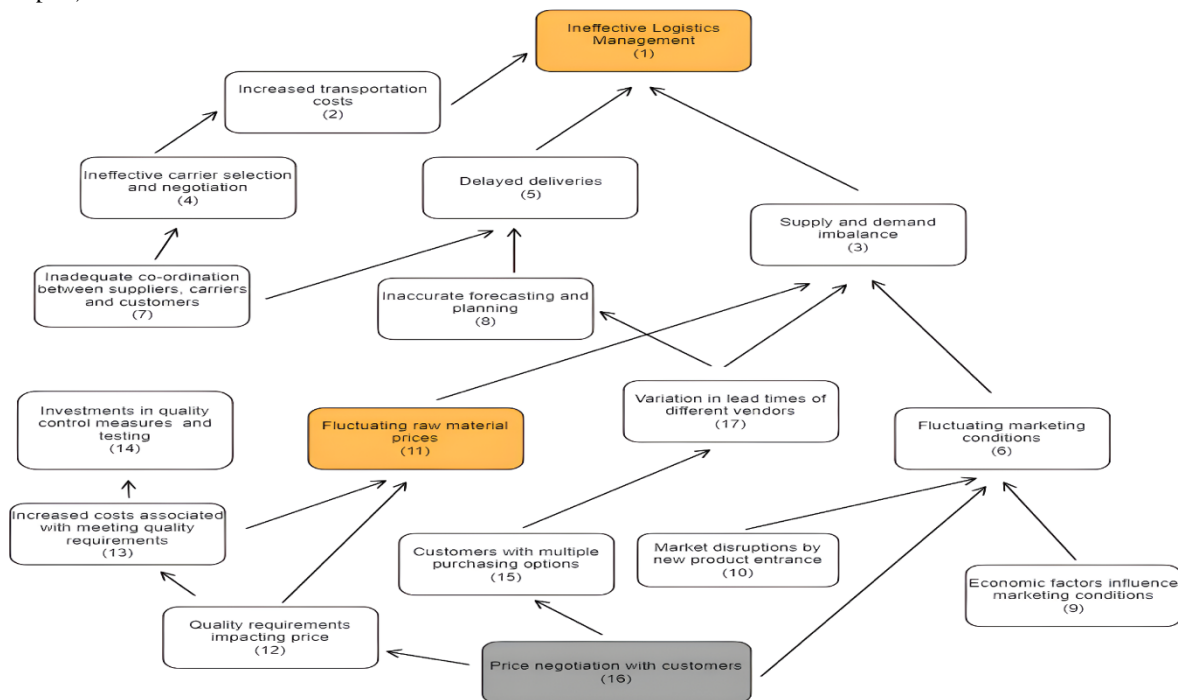 Ineffective Logistics
Management
(1)
Increased transportation
costs
(2)
Ineffective carrier selection
and negotiation
(4)
Delayed deliveries
(5)
Supply and demand
imbalance
(3)
Inadequate co-ordination
between suppliers, carriers
and customers
(7)
Inaccurate forecasting and
planning
(8)
Investments in quality
control measures and
testing
(14)
Fluctuating raw material
prices
(11)
Variation in lead times of
different vendors
(17)
Fluctuating marketing
conditions
(6)
Increased costs associated
with meeting quality
requirements
(13)
Customers with multiple
purchasing options
(15)
Market disruptions by
new product entrance
(10)
Economic factors influence
marketing conditions
(9)
Quality requirements
impacting price
(12)
Price negotiation with customers
(16)